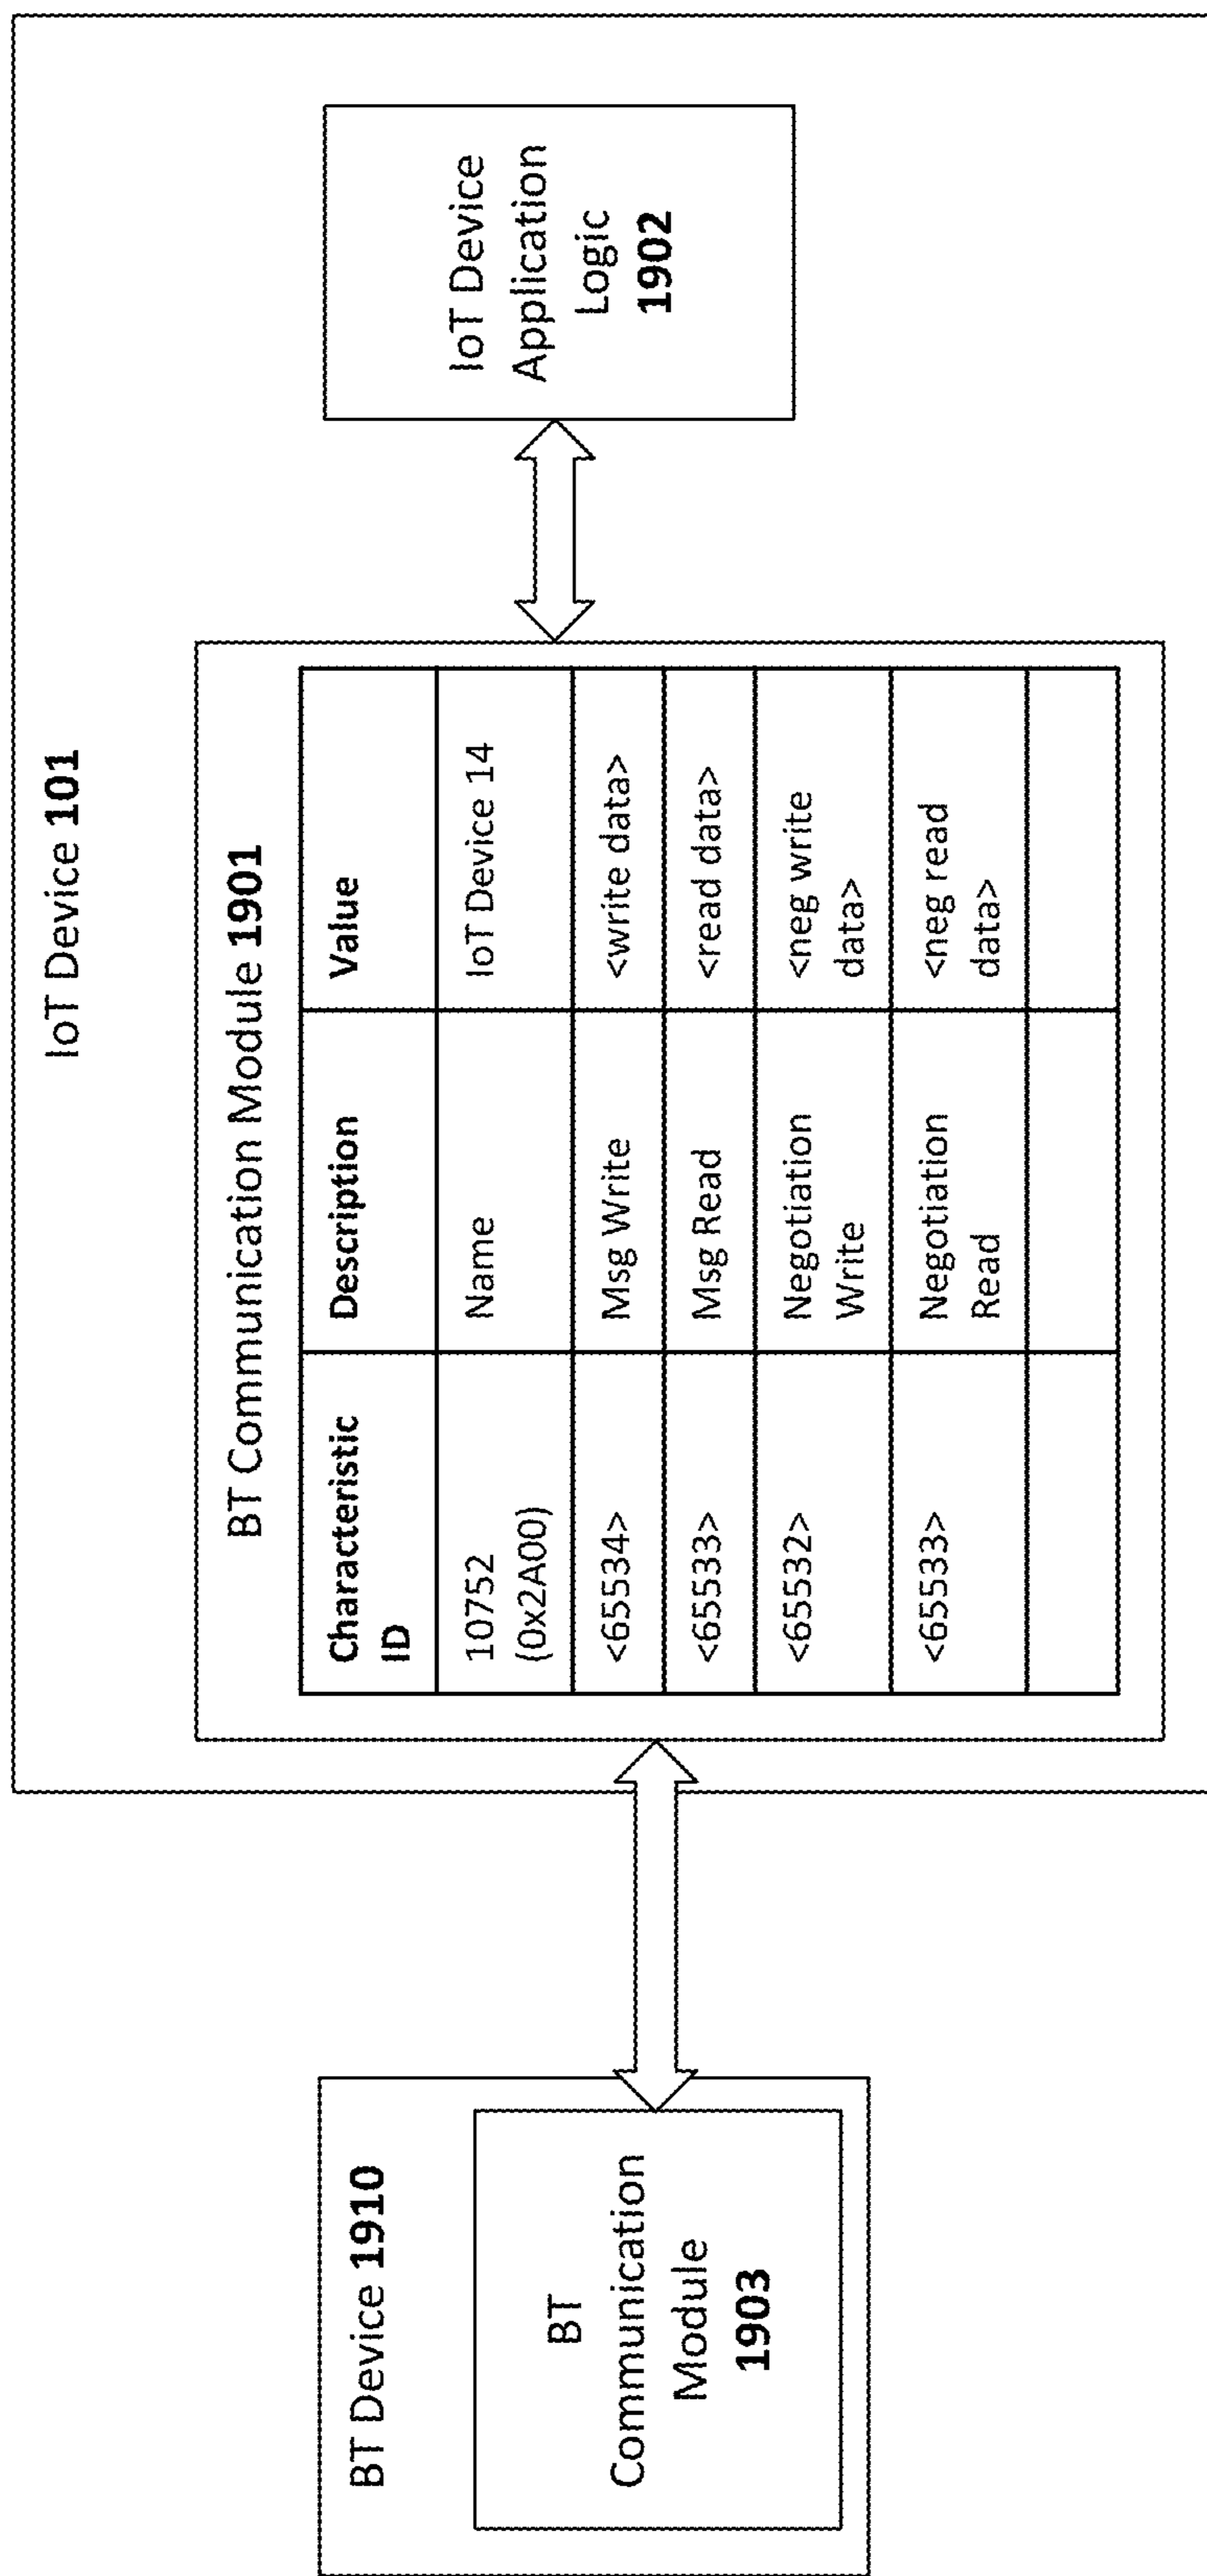 IoT Device 101
BT Communication Module 1901
Characteristic ID Description Value
10752 (0x2A00) Name IoT Device 14
<65534> Msg Write <write data>
<65533> Msg Read <read data>
<65532> Negotiation Write <neg write data>
<65533> Negotiation Read <neg read data>
IoT Device
Application
Logic
1902
BT Device 1910
BT
Communication
Module
1903